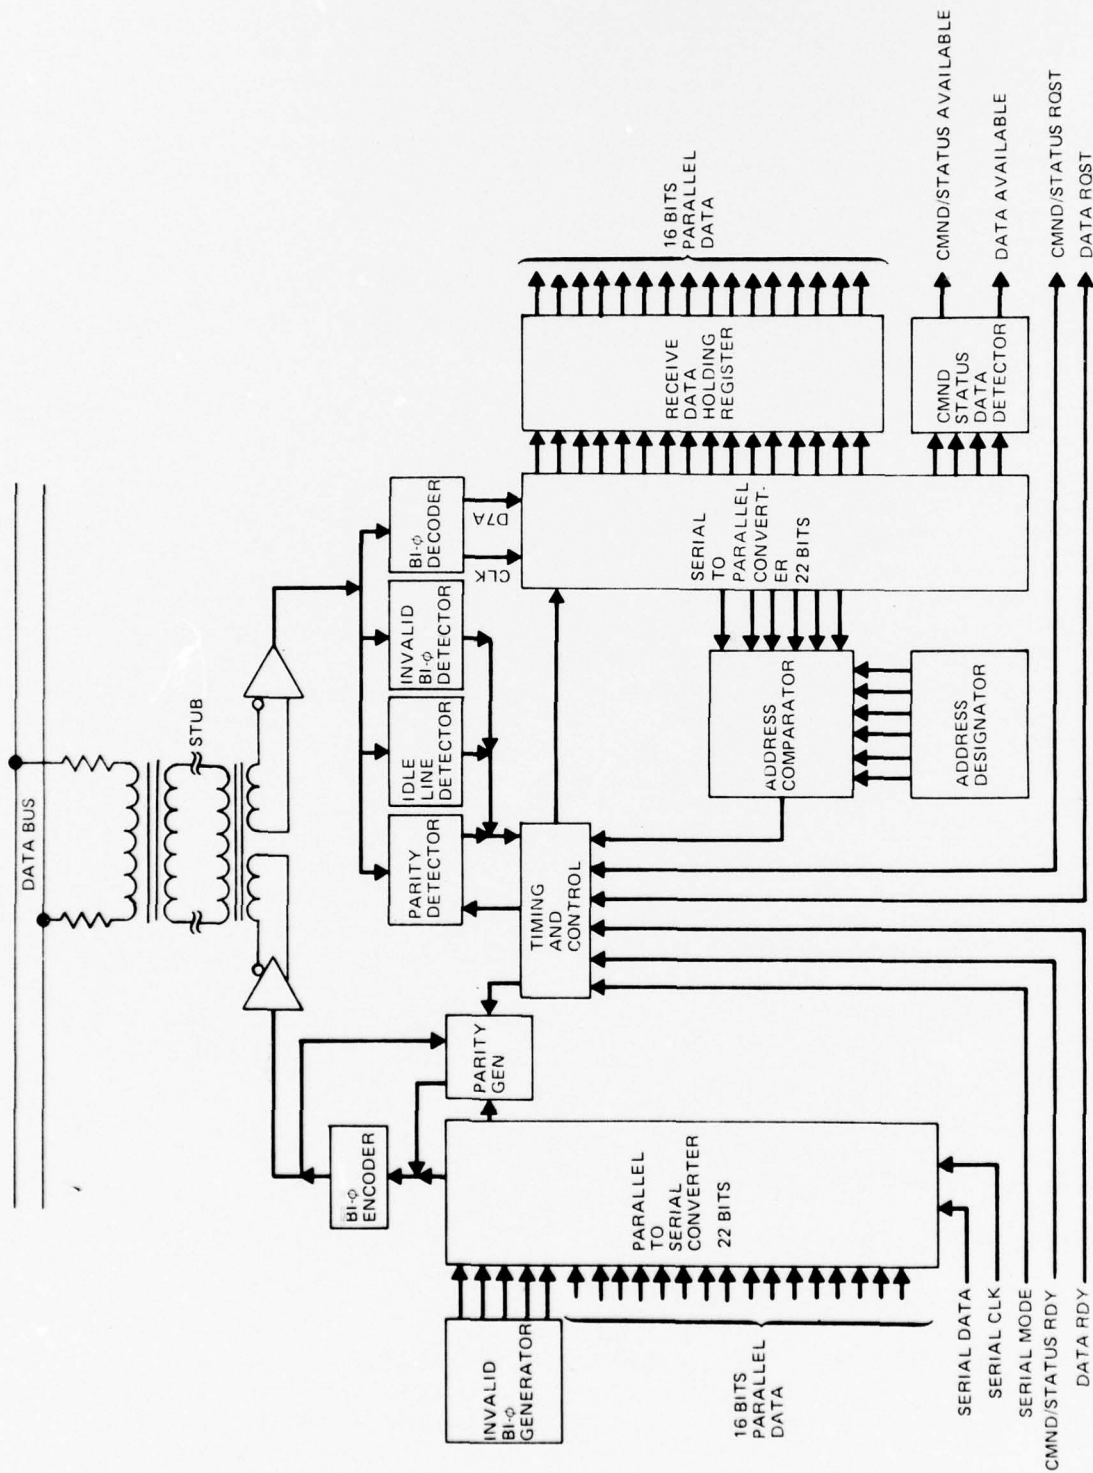 DATA BUS
STUB
BI-φ
ENCODER
PARITY
GEN
INVALID
BI-φ
GENERATOR
PARALLEL
TO
SERIAL
CONVERTER
22 BITS
16 BITS
PARALLEL
DATA
SERIAL DATA
SERIAL CLK
SERIAL MODE
CMND/STATUS RDY
DATA RDY
PARITY
DETECTOR
IDLE
LINE
DETECTOR
INVALID
BI-φ
DETECTOR
BI-φ
DECODER
CLK
D7A
TIMING
AND
CONTROL
ADDRESS
COMPARATOR
ADDRESS
DESIGNATOR
SERIAL
TO
PARALLEL
CONVERT-
ER
22 BITS
RECEIVE
DATA
HOLDING
REGISTER
16 BITS
PARALLEL
DATA
CMND
STATUS
DATA
DETECTOR
CMND/STATUS AVAILABLE
DATA AVAILABLE
CMND/STATUS RQST
DATA RQST